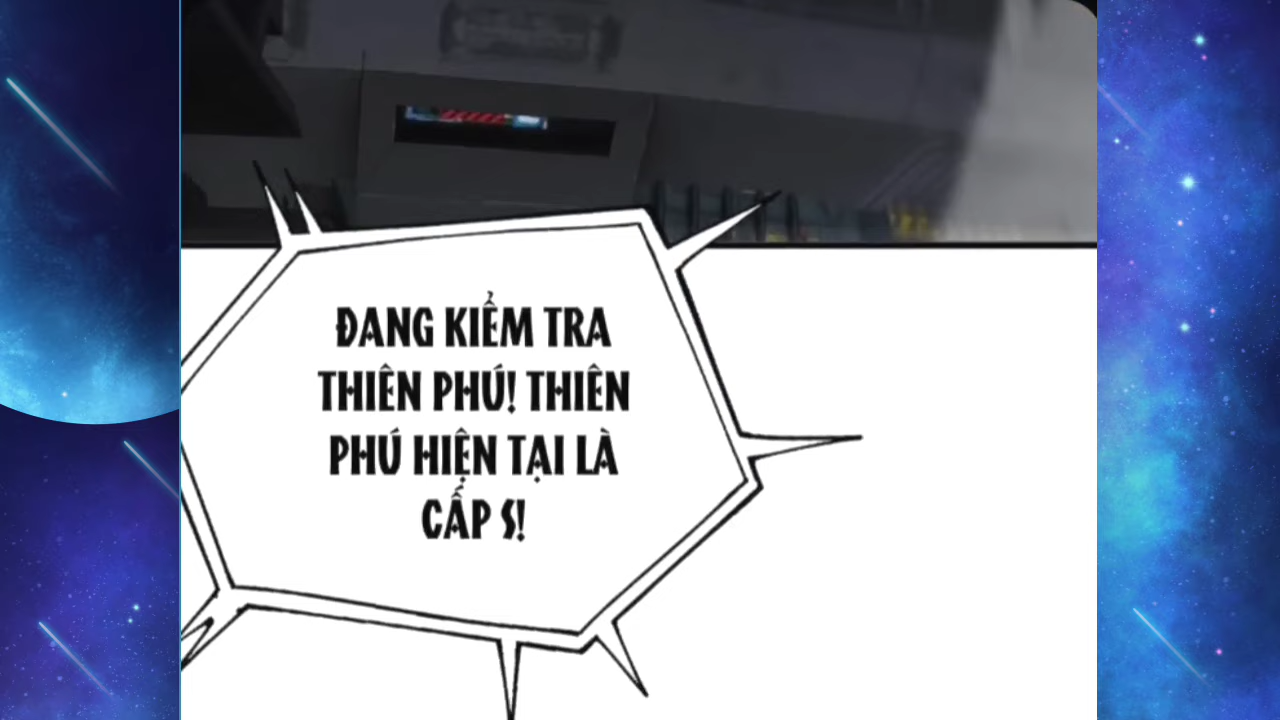 ĐANG KIỂM TRA
THIÊN PHÚ! THIÊN
PHÚ HIỆN TẠI LÀ
CẤP S!